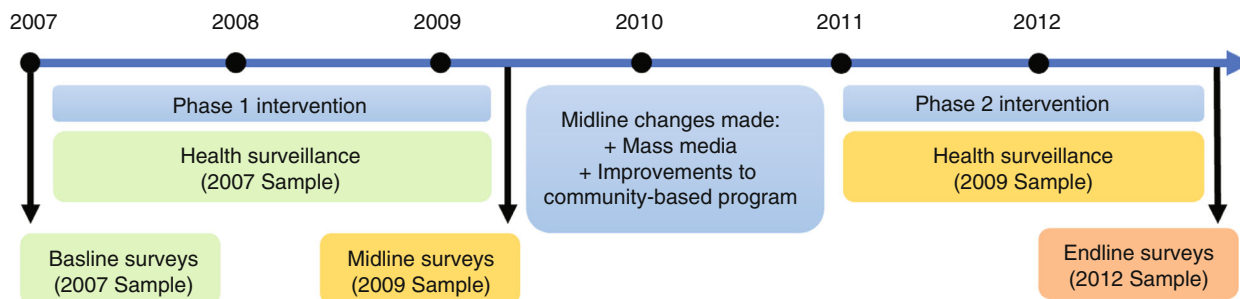 2007 2008 2009 2010 2011 2012
Phase 1 intervention
Health surveillance
(2007 Sample)
Midline changes made:
+ Mass media
+ Improvements to
community-based program
Phase 2 intervention
Health surveillance
(2009 Sample)
Basline surveys
(2007 Sample)
Midline surveys
(2009 Sample)
Endline surveys
(2012 Sample)